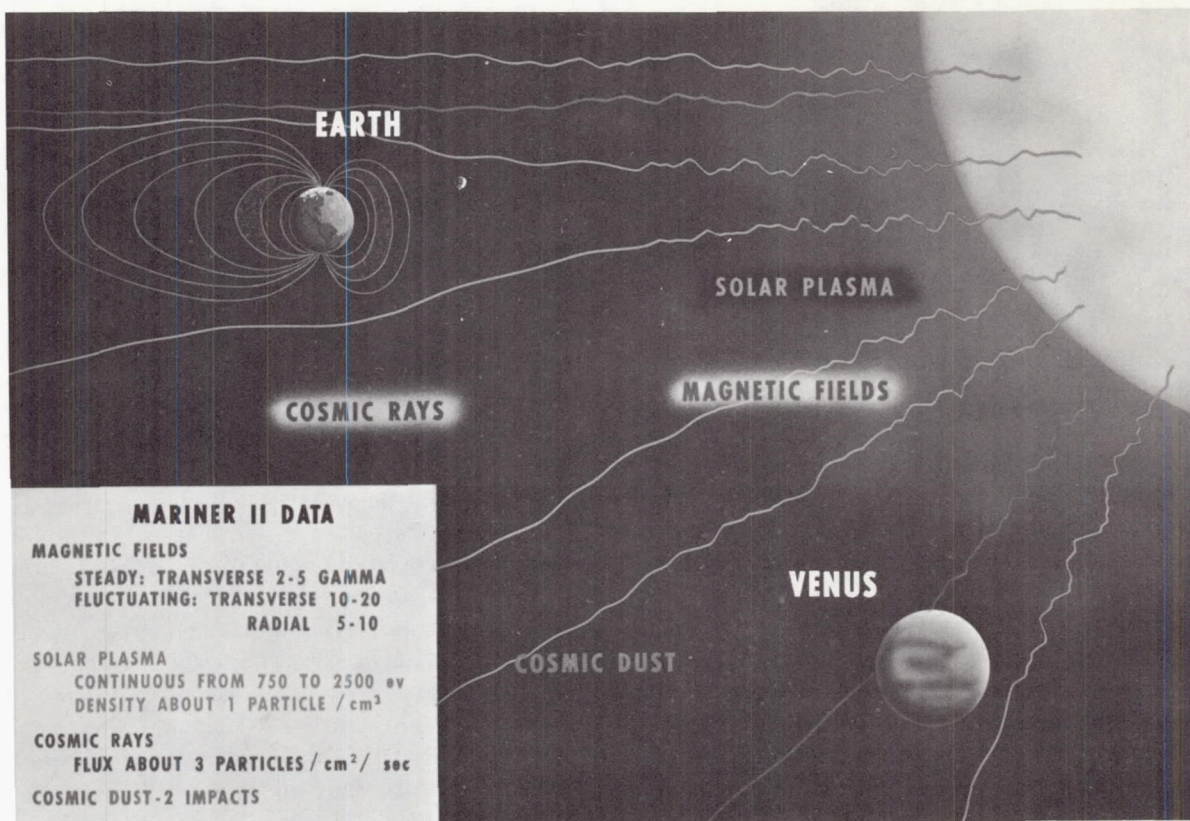 EARTH
SOLAR PLASMA
MAGNETIC FIELDS
COSMIC RAYS
MARINER II DATA
MAGNETIC FIELDS
STEADY: TRANSVERSE 2-5 GAMMA
FLUCTUATING: TRANSVERSE 10-20
RADIAL 5-10
SOLAR PLASMA
CONTINUOUS FROM 750 TO 2500 ev
DENSITY ABOUT 1 PARTICLE / cm³
COSMIC RAYS
FLUX ABOUT 3 PARTICLES / cm² / sec
COSMIC DUST-2 IMPACTS
VENUS
COSMIC DUST